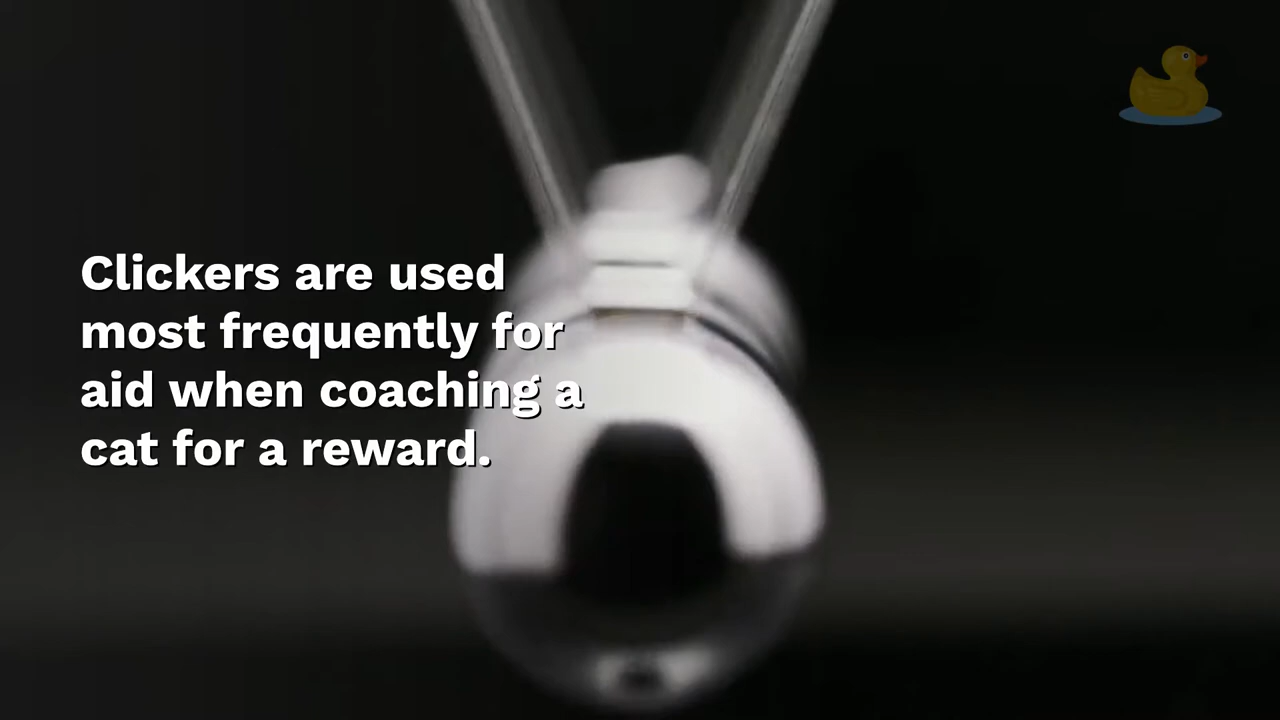 Clickers are used
most frequently for
aid when coaching a
cat for a reward.